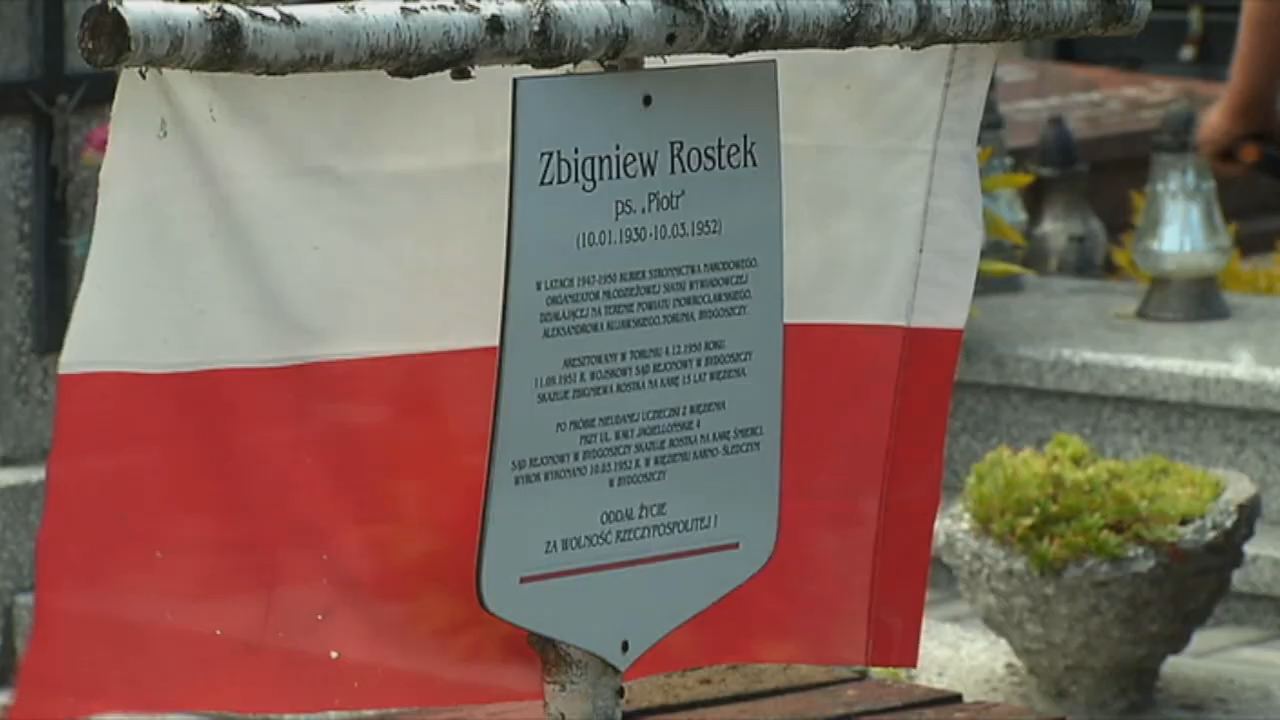 Zbigniew Rostek
ps. „Piotr"
(10.01.1930-10.03.1952)
W LATACH 1947-1950 KURIER STRONNICTWA NARODOWEGO,
ORGANIZATOR MŁODZIEŻOWEJ SIATKI WYWIADOWCZEJ
DZIAŁAJĄCEJ NA TERENIE POWIATU INOWROCŁAWSKIEGO,
ALEKSANDROWA KUJAWSKIEGO, TORUNIA, BYDGOSZCZY.
ARESZTOWANY W TORUNIU 4.12.1950 ROKU.
11.09.1951 R. WOJSKOWY SĄD REJONOWY W BYDGOSZCZY
SKAZUJE ZBIGNIEWA ROSTKA NA KARĘ 15 LAT WIĘZIENIA.
PO PRÓBIE NIEUDANEJ UCIECZKI Z WIĘZIENIA
PRZY UL. WAŁY JAGIELLOŃSKIE 4
SĄD REJONOWY W BYDGOSZCZY SKAZUJE ROSTKA NA KARĘ ŚMIERCI.
WYROK WYKONANO 10.03.1952 R. W WIĘZIENIU KARNO-ŚLEDCZYM
W BYDGOSZCZY
ODDAŁ ŻYCIE
ZA WOLNOŚĆ RZECZYPOSPOLITEJ !